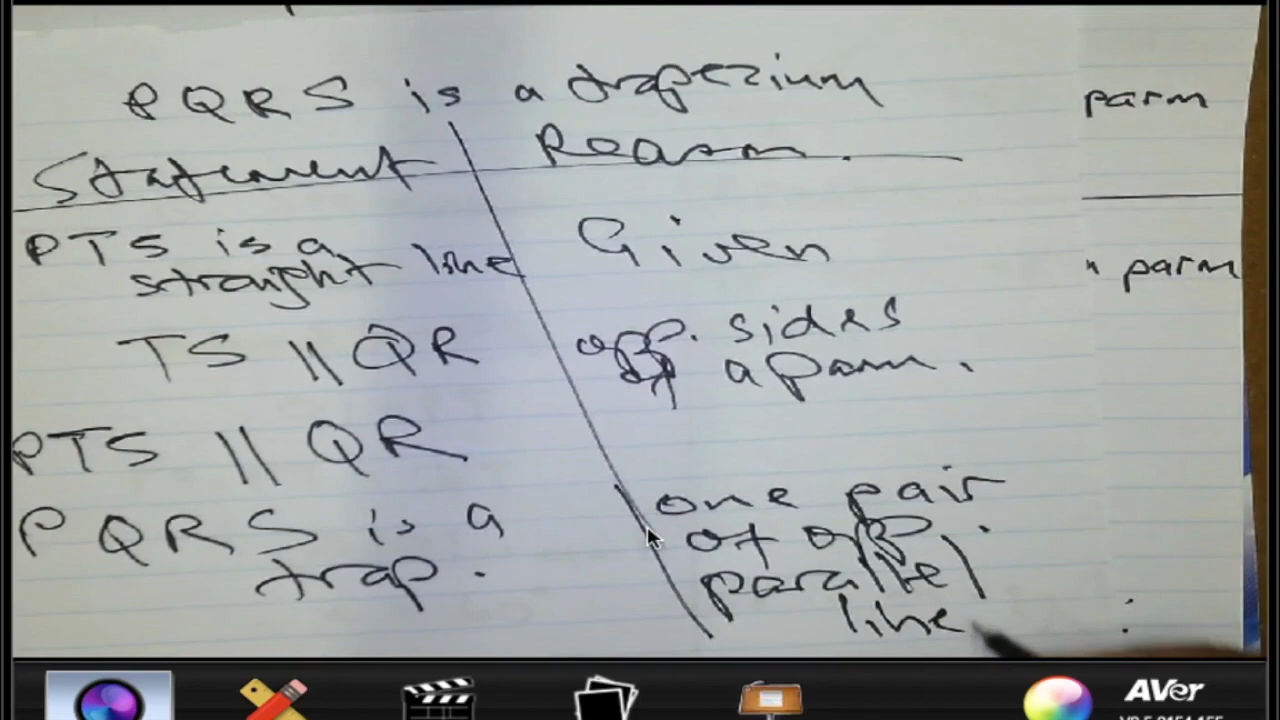 PQRS is a trapezium
parm
Statement Reason.
PTS is a Given
straight line
parm
TS || QR opp. sides
of a parm.
PTS || QR
PQRS is a one pair
trap. of opp.
parallel
line
AVer